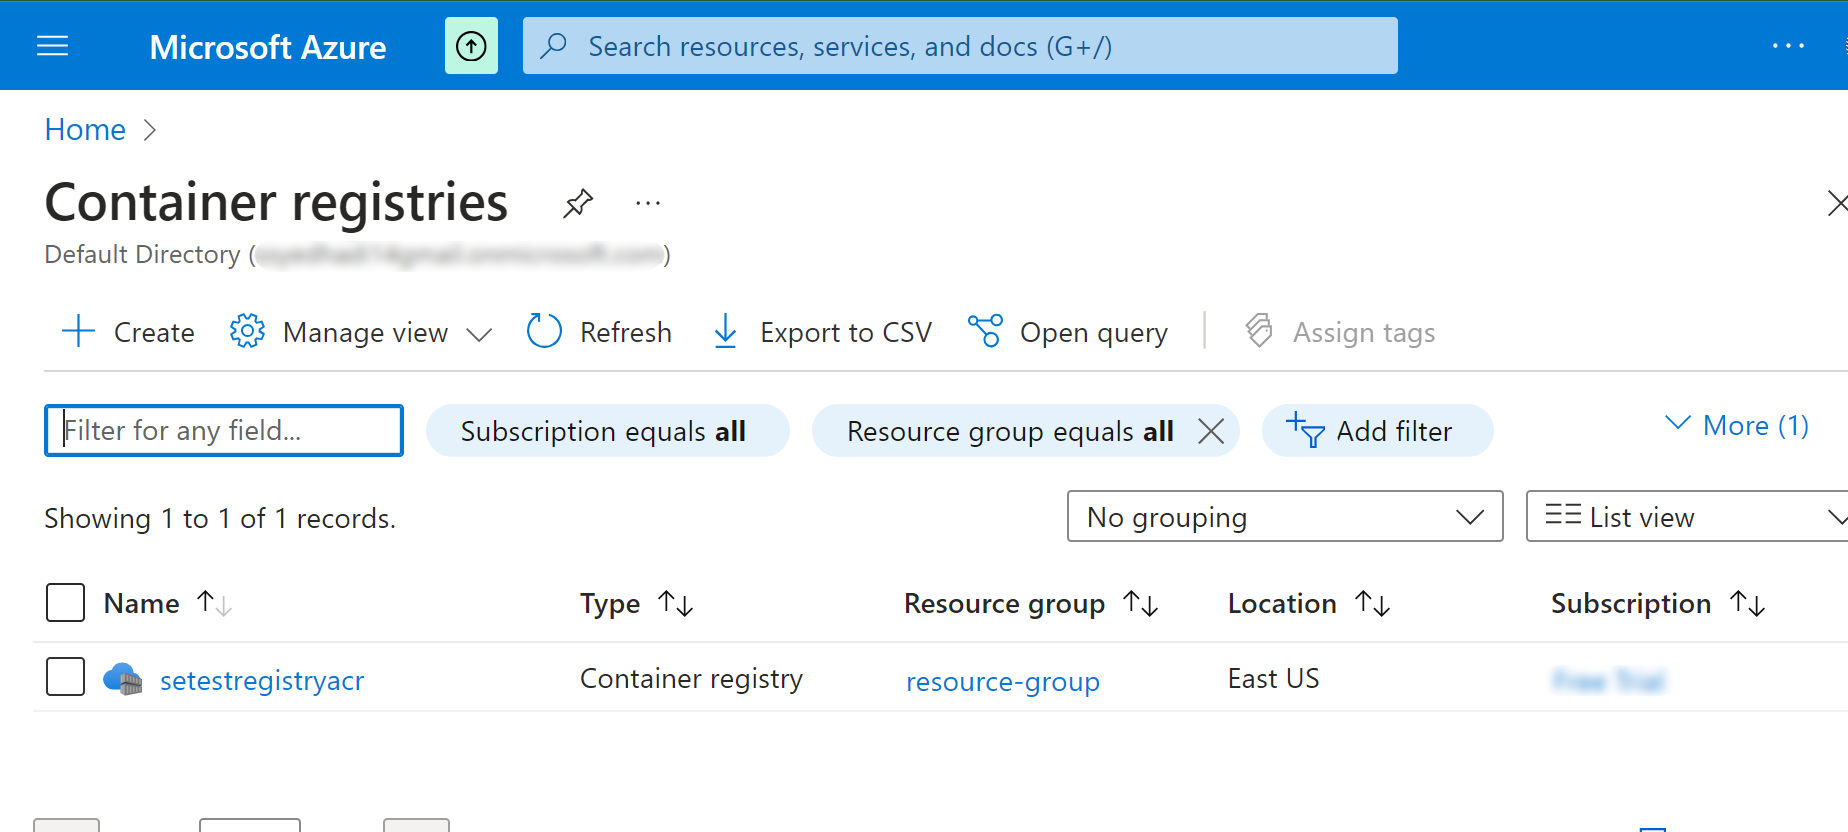 Microsoft Azure
Search resources, services, and docs (G+/)
Home
Container registries
Default Directory ( )
Create Manage view Refresh Export to CSV Open query Assign tags
Filter for any field... Subscription equals all Resource group equals all Add filter More (1)
Showing 1 to 1 of 1 records. No grouping List view
Name Type Resource group Location Subscription
setestregistryacr Container registry resource-group East US